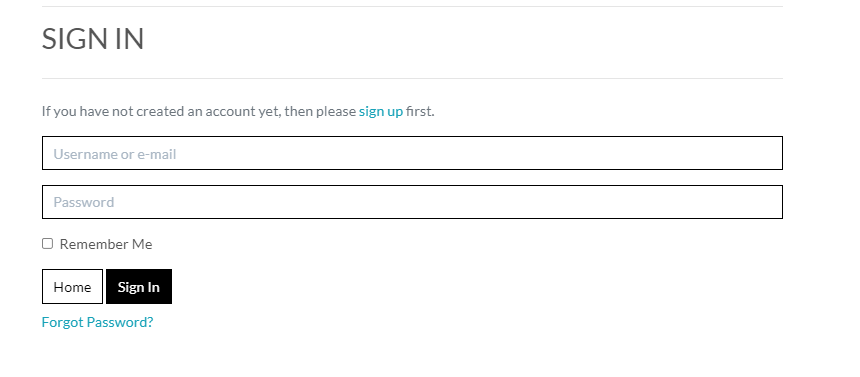 SIGN IN
If you have not created an account yet, then please sign up first.
Username or e-mail
Password
Remember Me
Home Sign In
Forgot Password?